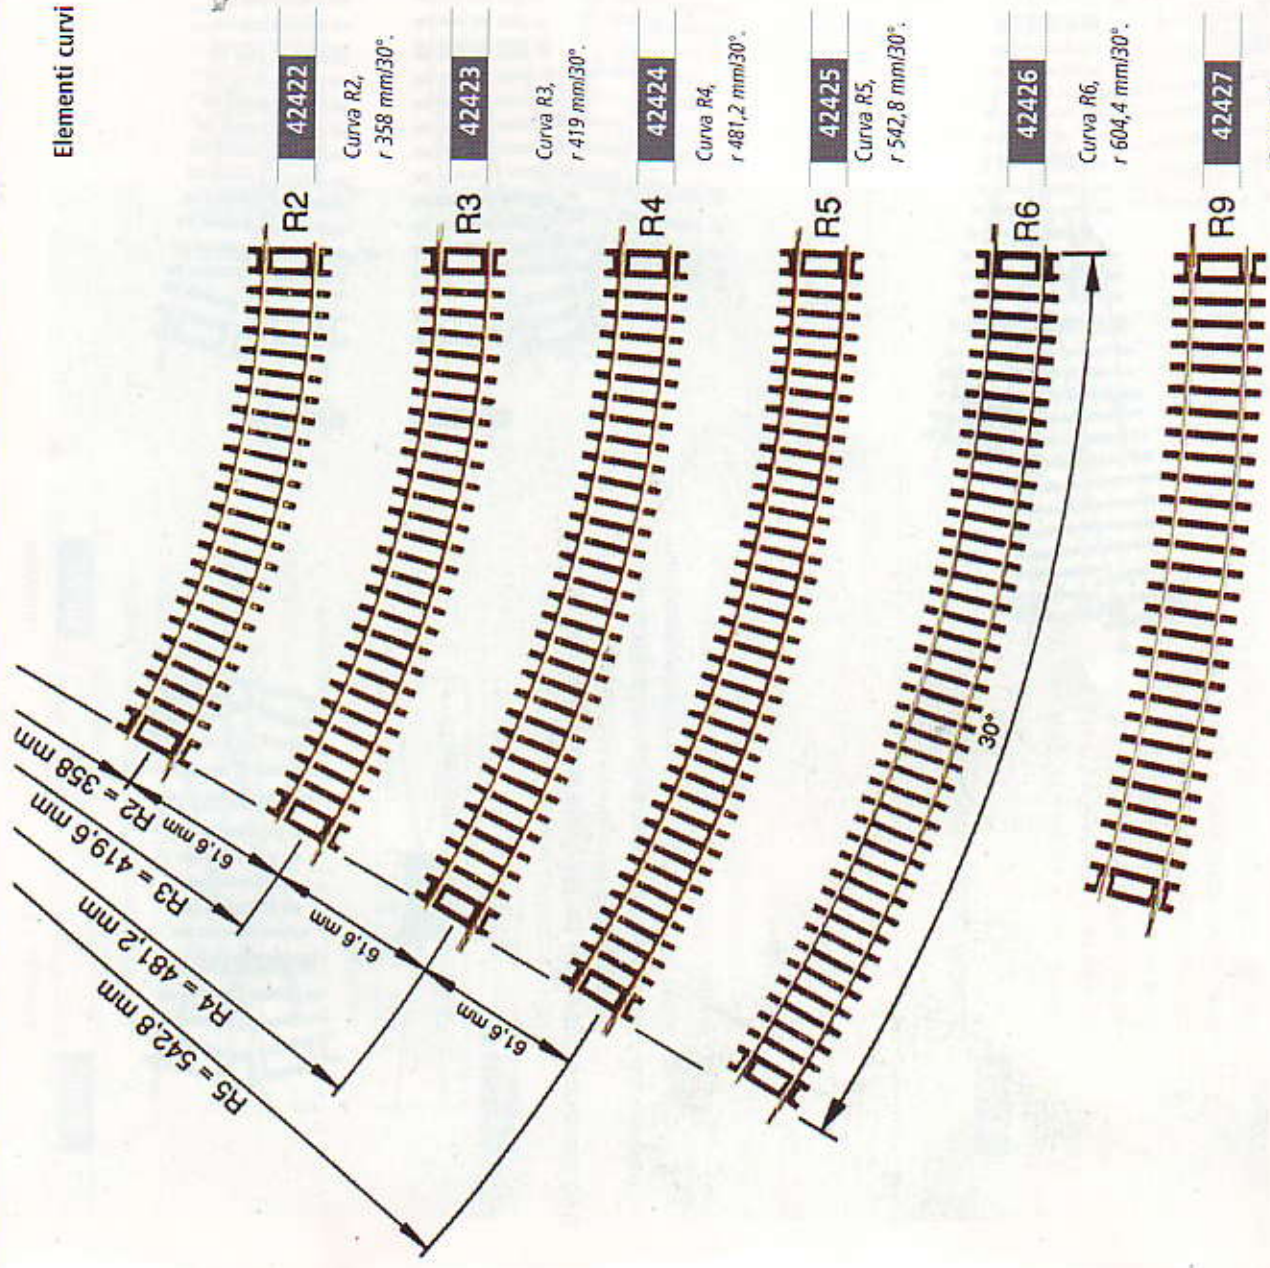 Elementi curvi
42422
Curva R2,
r 358 mm/30°.
42423
Curva R3,
r 419 mm/30°.
42424
Curva R4,
r 481,2 mm/30°.
42425
Curva R5,
r 542,8 mm/30°
42426
Curva R6,
r 604,4 mm/30°.
42427
R2
R3
R4
R5
R6
R9
R2 = 358 mm
R3 = 419,6 mm
R4 = 481,2 mm
R5 = 542,8 mm
61,6 mm
61,6 mm
61,6 mm
30°